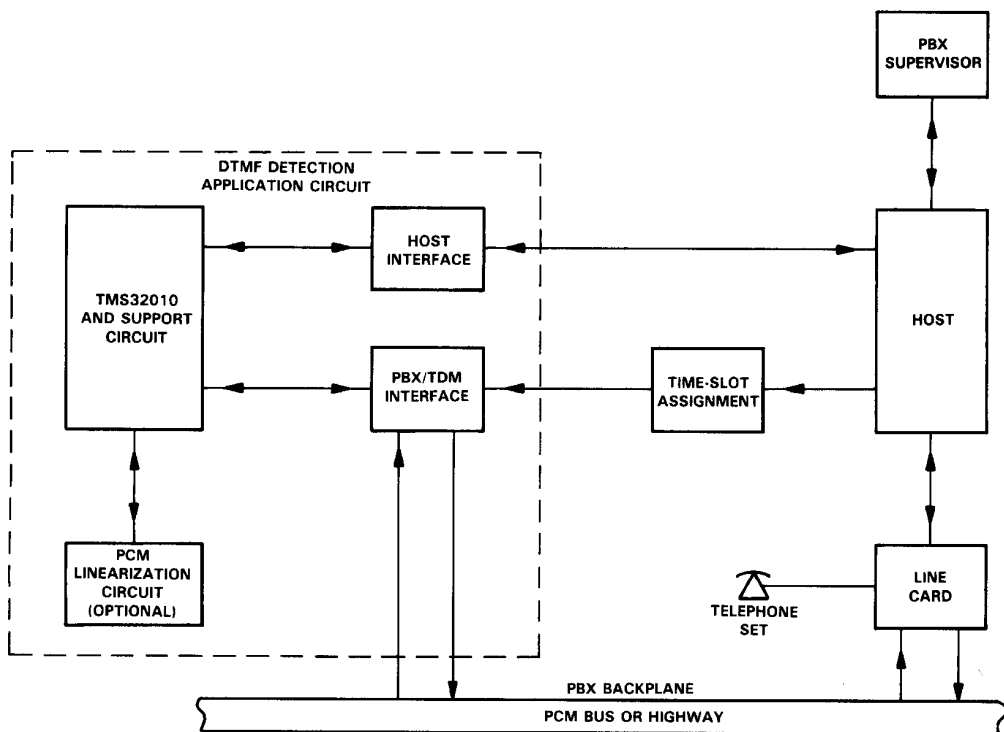 PBX
SUPERVISOR
DTMF DETECTION
APPLICATION CIRCUIT
TMS32010
AND SUPPORT
CIRCUIT
HOST
INTERFACE
HOST
PBX/TDM
INTERFACE
TIME-SLOT
ASSIGNMENT
PCM
LINEARIZATION
CIRCUIT
(OPTIONAL)
TELEPHONE
SET
LINE
CARD
PBX BACKPLANE
PCM BUS OR HIGHWAY